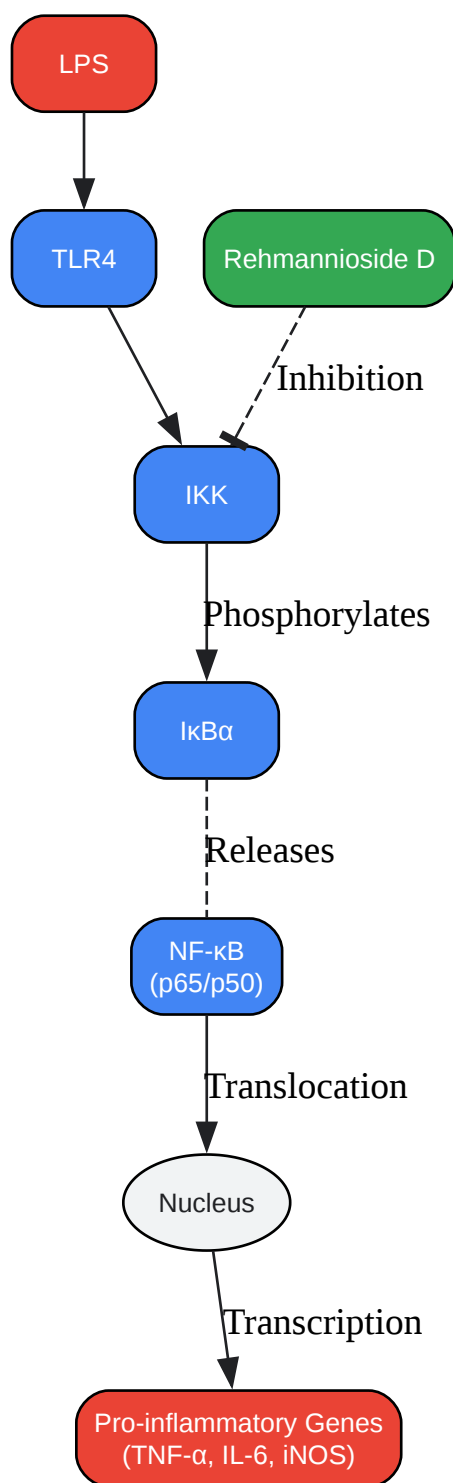 LPS
TLR4
Rehmannioside D
Inhibition
IKK
Phosphorylates
IκBα
Releases
NF-κB
(p65/p50)
Translocation
Nucleus
Transcription
Pro-inflammatory Genes
(TNF-α, IL-6, iNOS)